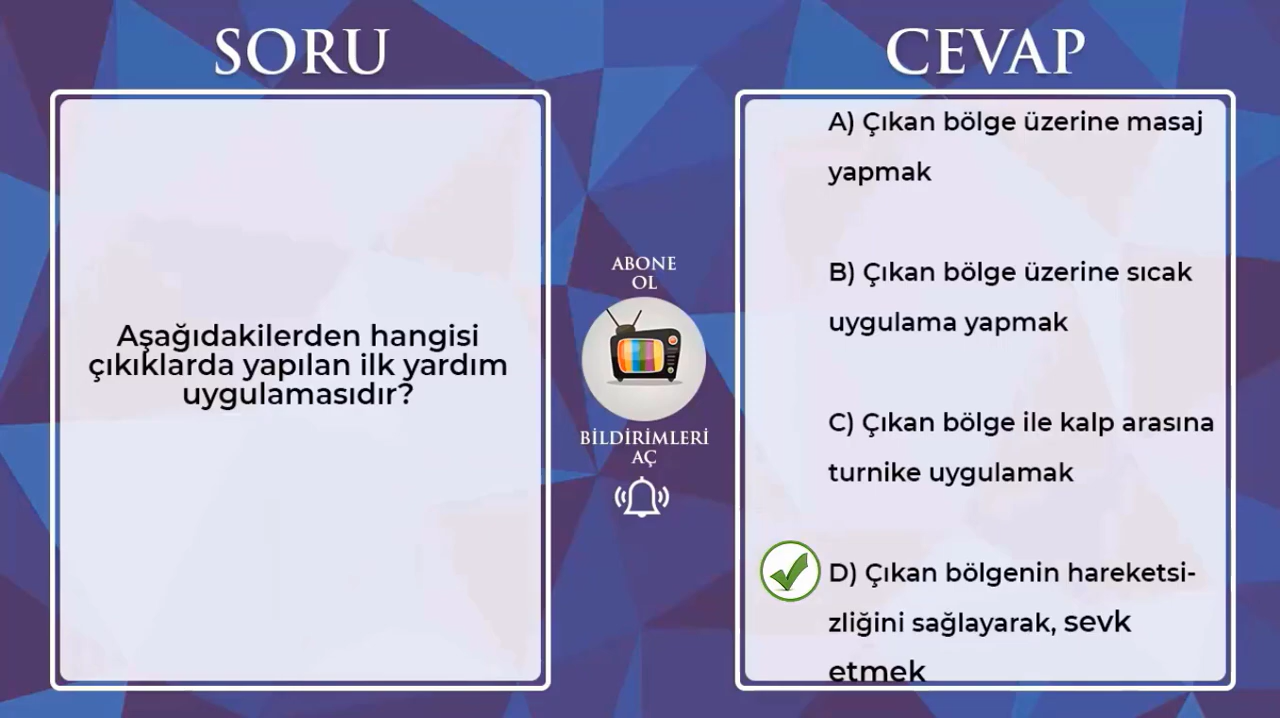 SORU
Aşağıdakilerden hangisi
çıkıklarda yapılan ilk yardım
uygulamasıdır?
ABONE
OL
BİLDİRİMLERİ
AÇ
CEVAP
A) Çıkan bölge üzerine masaj
yapmak
B) Çıkan bölge üzerine sıcak
uygulama yapmak
C) Çıkan bölge ile kalp arasına
turnike uygulamak
D) Çıkan bölgenin hareketsi-
zliğini sağlayarak, sevk
etmek